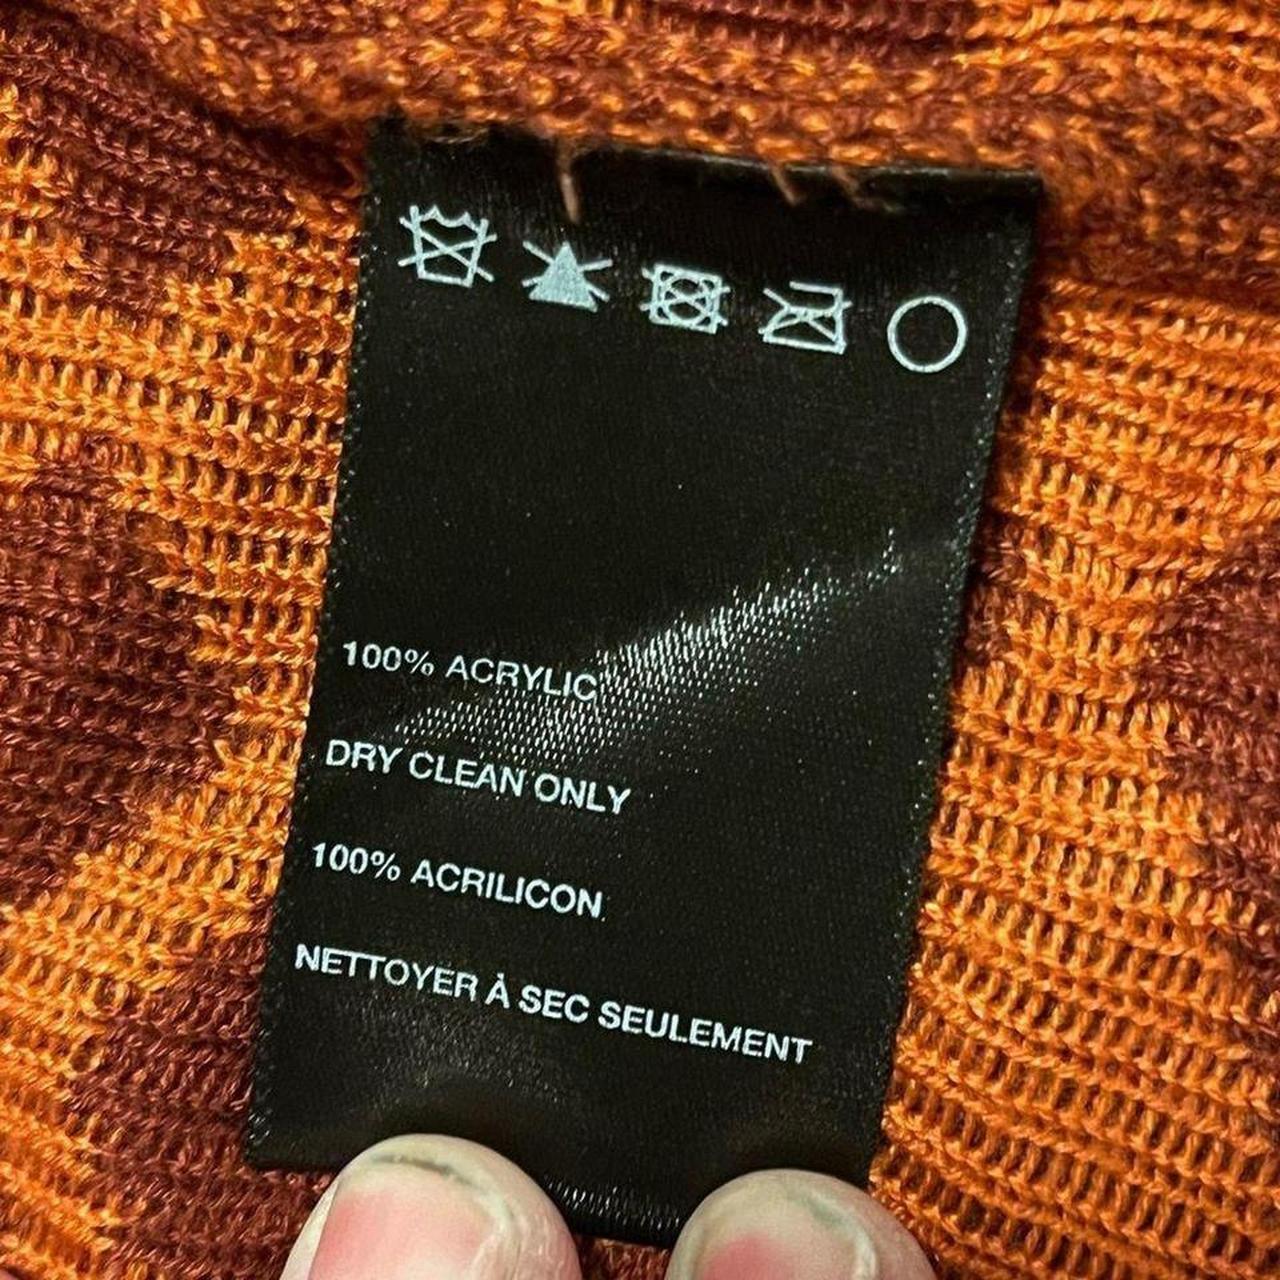 100% ACRYLIC
DRY CLEAN ONLY
100% ACRILICON
NETTOYER À SEC SEULEMENT